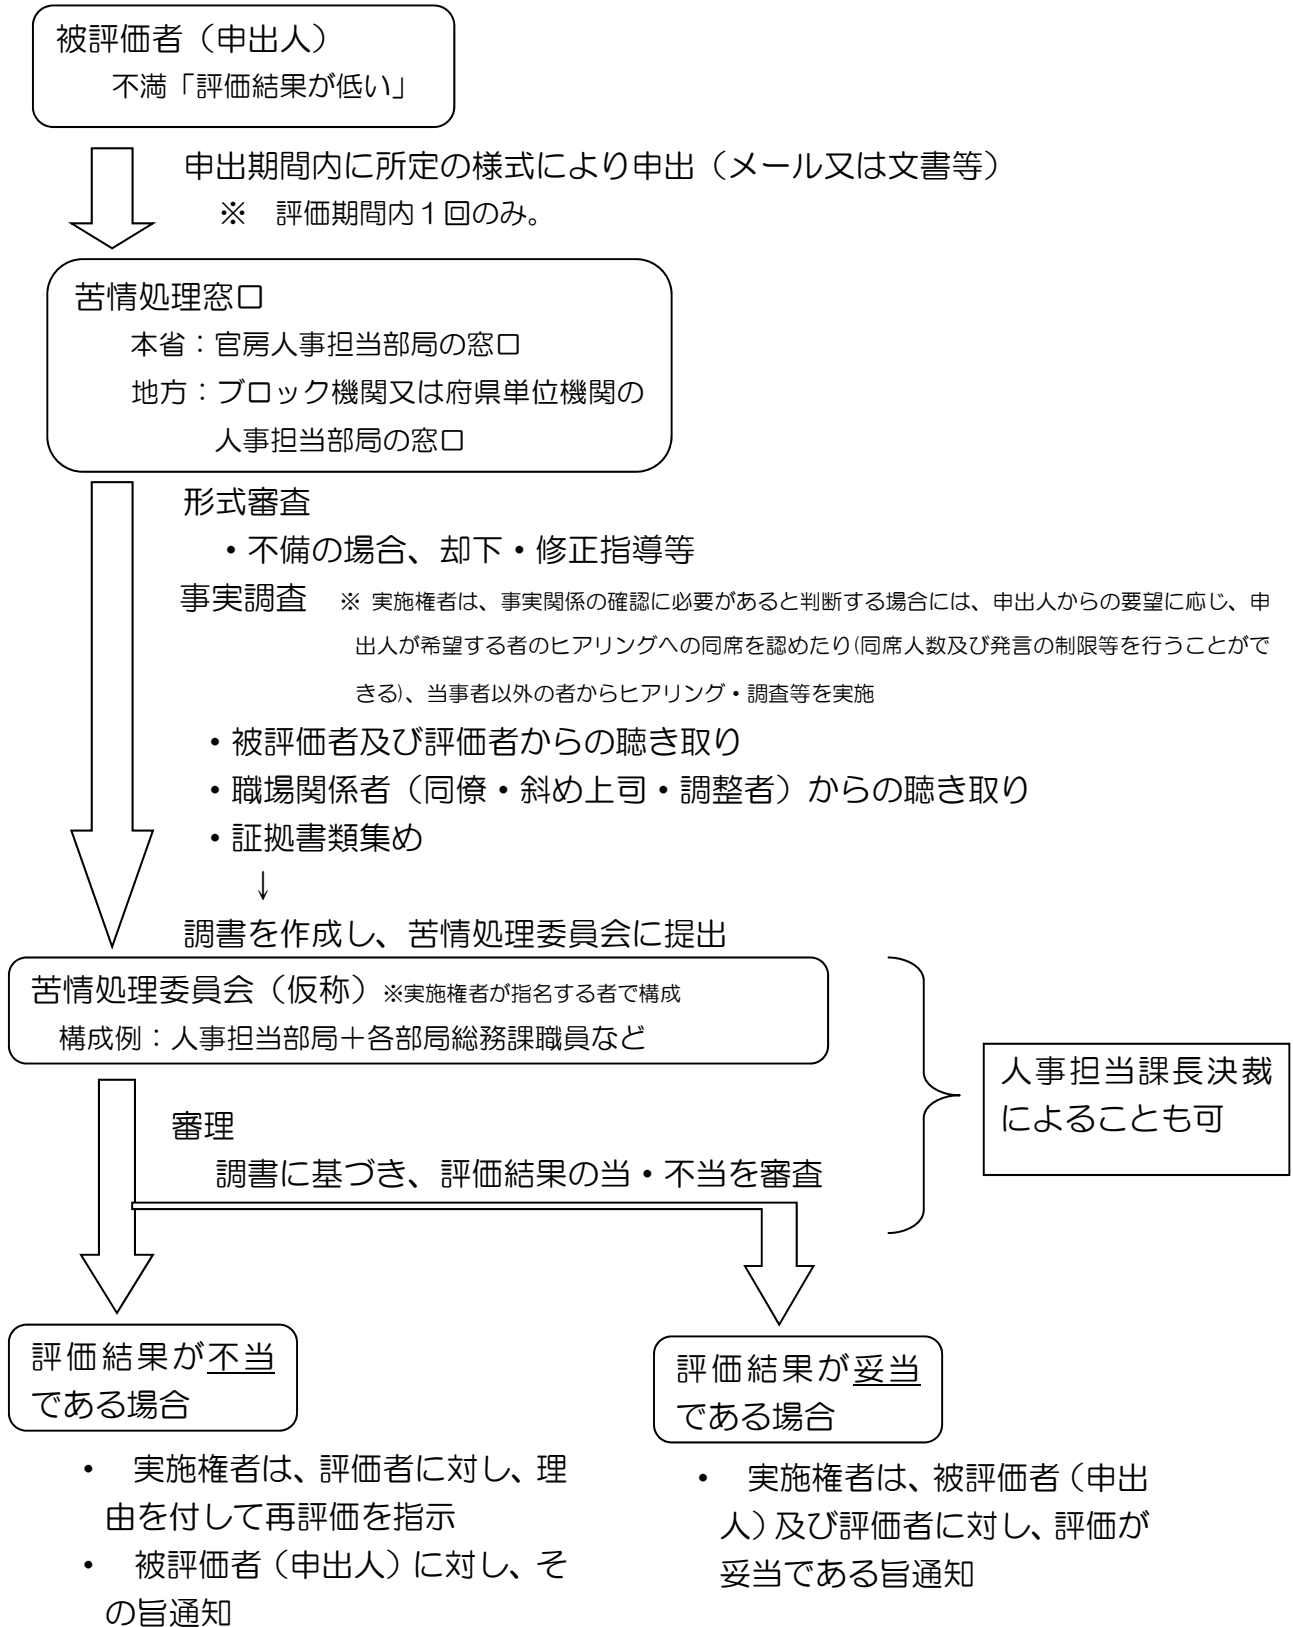 被評価者（申出人）
不満「評価結果が低い」
申出期間内に所定の様式により申出（メール又は文書等）
※　評価期間内１回のみ。
苦情処理窓口
本省：官房人事担当部局の窓口
地方：ブロック機関又は府県単位機関の
人事担当部局の窓口
形式審査
・不備の場合、却下・修正指導等
事実調査　※ 実施権者は、事実関係の確認に必要があると判断する場合には、申出人からの要望に応じ、申
出人が希望する者のヒアリングへの同席を認めたり(同席人数及び発言の制限等を行うことがで
きる)、当事者以外の者からヒアリング・調査等を実施
・被評価者及び評価者からの聴き取り
・職場関係者（同僚・斜め上司・調整者）からの聴き取り
・証拠書類集め
↓
調書を作成し、苦情処理委員会に提出
苦情処理委員会（仮称）※実施権者が指名する者で構成
構成例：人事担当部局＋各部局総務課職員など
人事担当課長決裁
によることも可
審理
調書に基づき、評価結果の当・不当を審査
評価結果が不当
である場合
・　実施権者は、評価者に対し、理
由を付して再評価を指示
・　被評価者（申出人）に対し、そ
の旨通知
評価結果が妥当
である場合
・　実施権者は、被評価者（申出
人）及び評価者に対し、評価が
妥当である旨通知